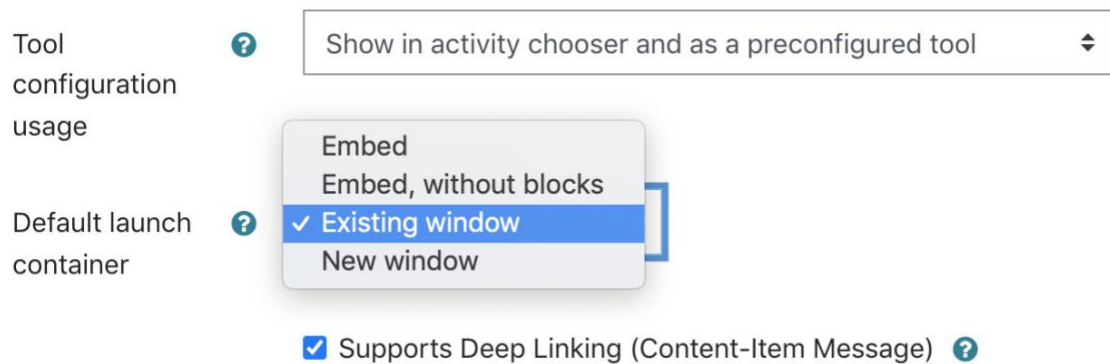 Tool
configuration
usage
?
Show in activity chooser and as a preconfigured tool
Embed
Embed, without blocks
Default launch
container
?
✓ Existing window
New window
Supports Deep Linking (Content-Item Message) ?